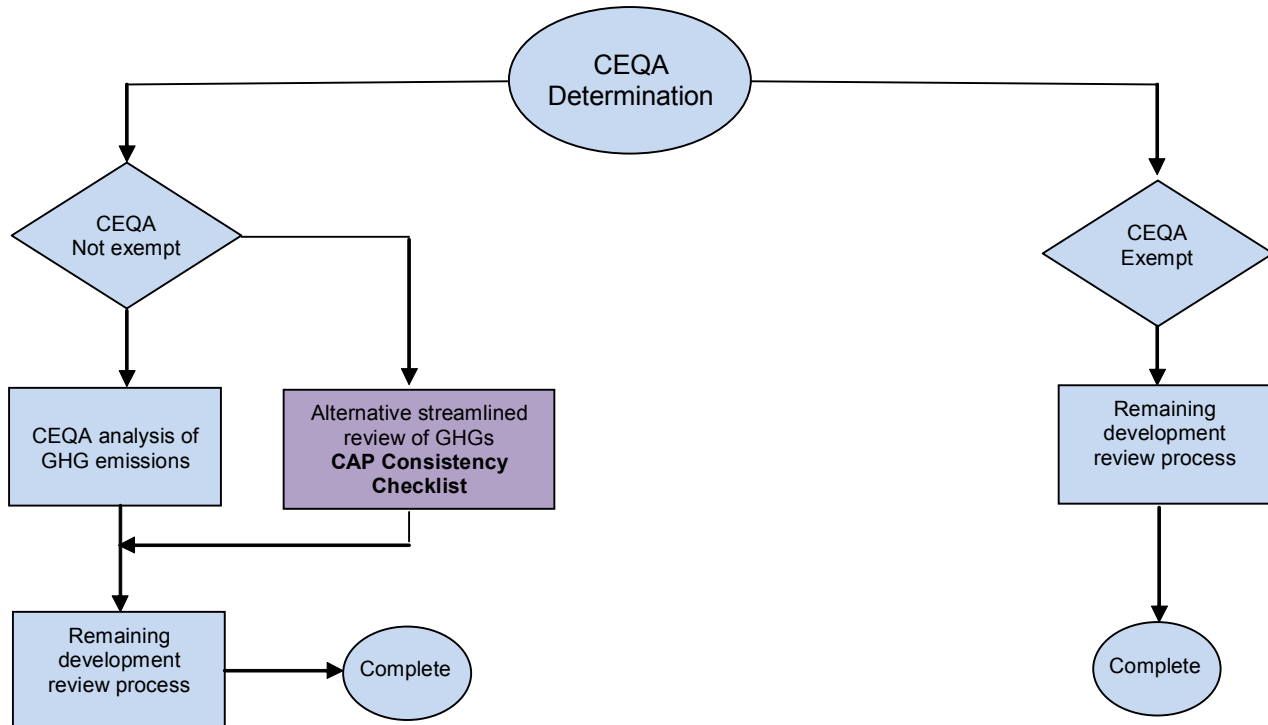 CEQA
Determination
CEQA
Not exempt
CEQA
Exempt
CEQA analysis of
GHG emissions
Alternative streamlined
review of GHGs
CAP Consistency
Checklist
Remaining
development
review process
Remaining
development
review process
Complete
Complete